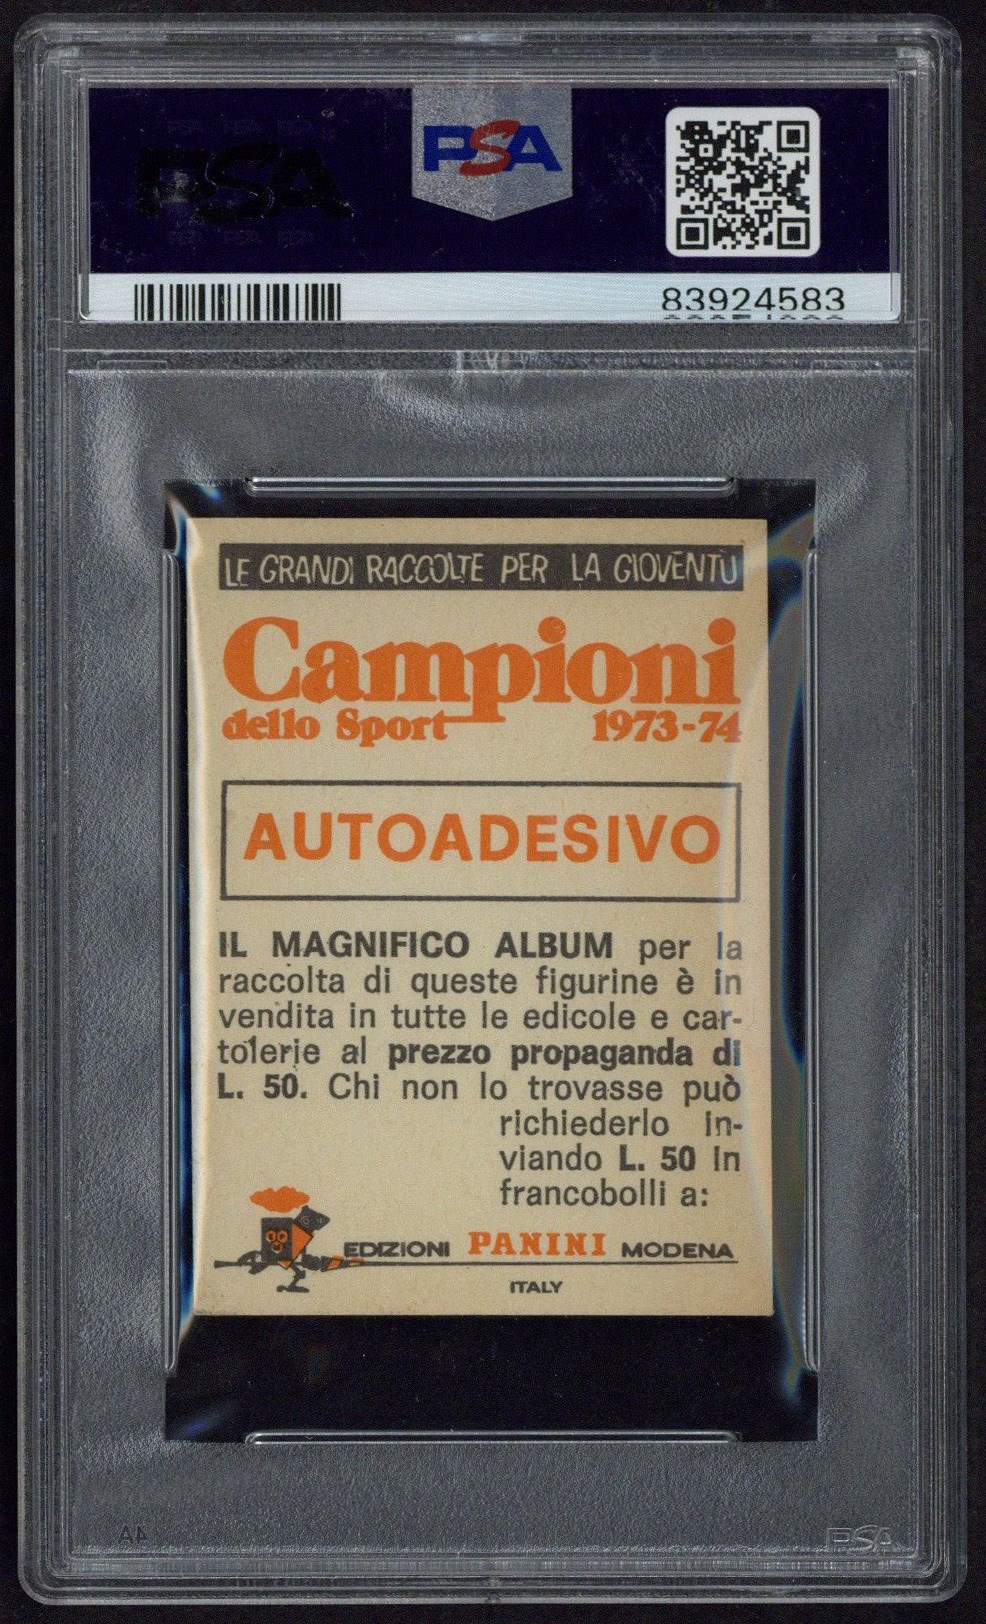 PSA
PSA
83924583
LE GRANDI RACCOLTE PER LA GIOVENTÙ
Campioni
dello Sport 1973-74
AUTOADESIVO
IL MAGNIFICO ALBUM per la
raccolta di queste figurine è in
vendita in tutte le edicole e car-
tolerie al prezzo propaganda di
L. 50. Chi non lo trovasse può
richiederlo in-
viando L. 50 in
francobolli a:
EDIZIONI PANINI MODENA
ITALY
PSA